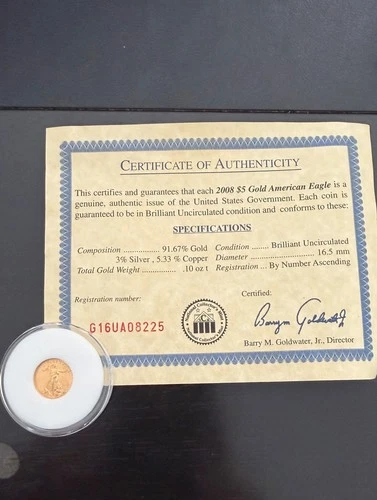 CERTIFICATE OF AUTHENTICITY
This certifies and guarantees that each 2008 $5 Gold American Eagle is a
genuine, authentic issue of the United States Government. Each coin
is guaranteed to be in Brilliant Uncirculated condition and conforms to these:
SPECIFICATIONS
Composition ................ 91.67% Gold
3% Silver , 5.33 % Copper
Total Gold Weight ............... .10 oz t
Condition ........ Brilliant Uncirculated
Diameter ............................ 16.5 mm
Registration ... By Number Ascending
Registration number:
G16UA08225
Certified:
Barry M. Goldwater, Jr., Director